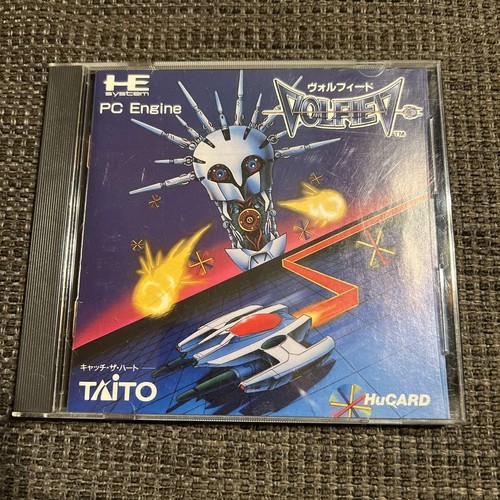 HE
system
PC Engine
ヴォルフィード
VOLFIED
TM
キャッチ・ザ・ハート
TAITO
HuCARD